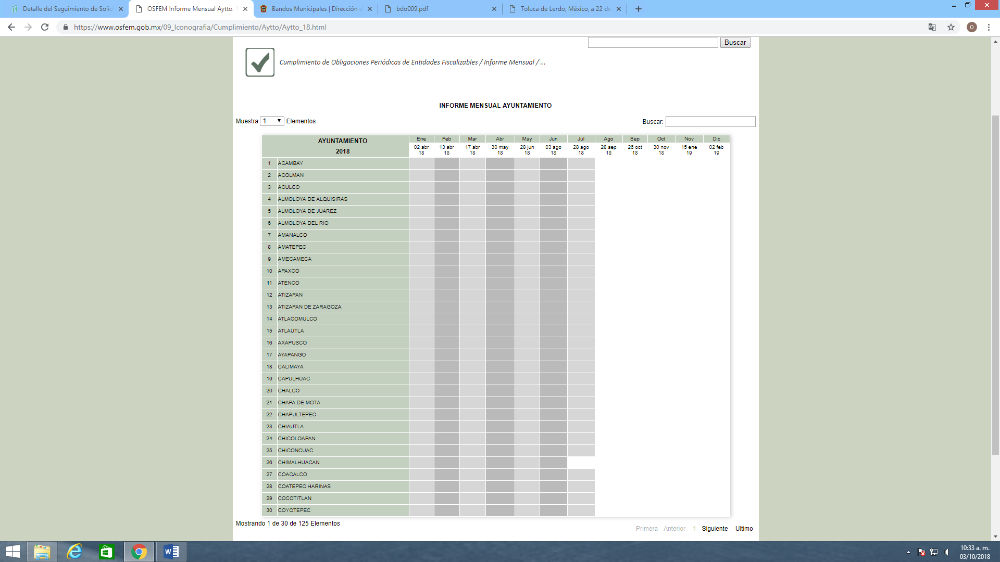 Detalle del Seguimiento de Solici
OSFEM Informe Mensual Aytto. 1
Bandos Municipales | Dirección d
bdo009.pdf
Toluca de Lerdo, México, a 22 de
https://www.osfem.gob.mx/09_Iconografia/Cumplimiento/Aytto/Aytto_18.html
O
Buscar
Cumplimiento de Obligaciones Periódicas de Entidades Fiscalizables / Informe Mensual / ...
INFORME MENSUAL AYUNTAMIENTO
Muestra 1 Elementos
Buscar:
AYUNTAMIENTO 2018 Ene Feb Mar Abr May Jun Jul Ago Sep Oct Nov Dic
02 abr 18 13 abr 18 17 abr 18 30 may 18 28 jun 18 03 ago 18 28 ago 18 28 sep 18 26 oct 18 30 nov 18 15 ene 19 02 feb 19
1 ACAMBAY
2 ACOLMAN
3 ACULCO
4 ALMOLOYA DE ALQUISIRAS
5 ALMOLOYA DE JUAREZ
6 ALMOLOYA DEL RIO
7 AMANALCO
8 AMATEPEC
9 AMECAMECA
10 APAXCO
11 ATENCO
12 ATIZAPAN
13 ATIZAPAN DE ZARAGOZA
14 ATLACOMULCO
15 ATLAUTLA
16 AXAPUSCO
17 AYAPANGO
18 CALIMAYA
19 CAPULHUAC
20 CHALCO
21 CHAPA DE MOTA
22 CHAPULTEPEC
23 CHIAUTLA
24 CHICOLOAPAN
25 CHICONCUAC
26 CHIMALHUACAN
27 COACALCO
28 COATEPEC HARINAS
29 COCOTITLAN
30 COYOTEPEC
Mostrando 1 de 30 de 125 Elementos
Primera Anterior 1 Siguiente Ultimo
10:33 a. m.
03/10/2018